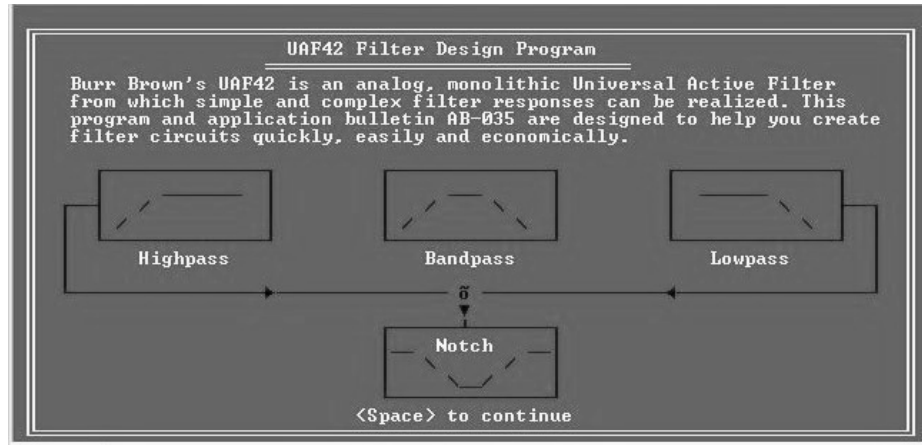 UAF42 Filter Design Program
Burr Brown's UAF42 is an analog, monolithic Universal Active Filter
from which simple and complex filter responses can be realized. This
program and application bulletin AB-035 are designed to help you create
filter circuits quickly, easily and economically.
Highpass Bandpass Lowpass
õ
Notch
<Space> to continue